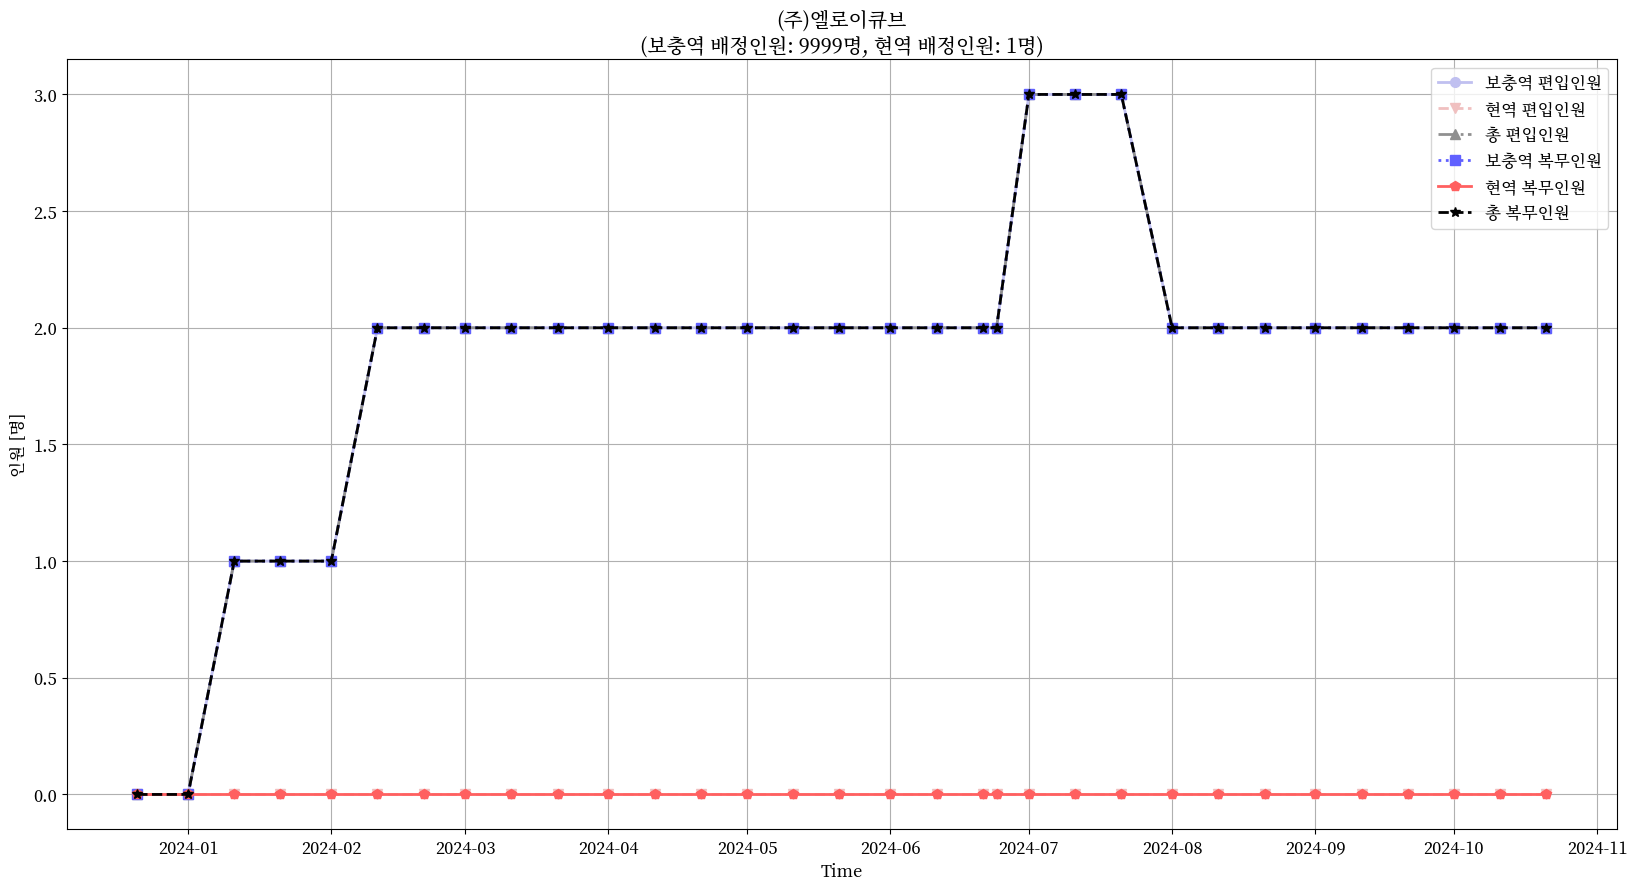 (주)엘로이큐브
(보충역 배정인원: 9999명, 현역 배정인원: 1명)
보충역 편입인원
현역 편입인원
총 편입인원
보충역 복무인원
현역 복무인원
총 복무인원
3.0
2.5
2.0
1.5
1.0
0.5
0.0
인원 [명]
2024-01 2024-02 2024-03 2024-04 2024-05 2024-06 2024-07 2024-08 2024-09 2024-10 2024-11
Time